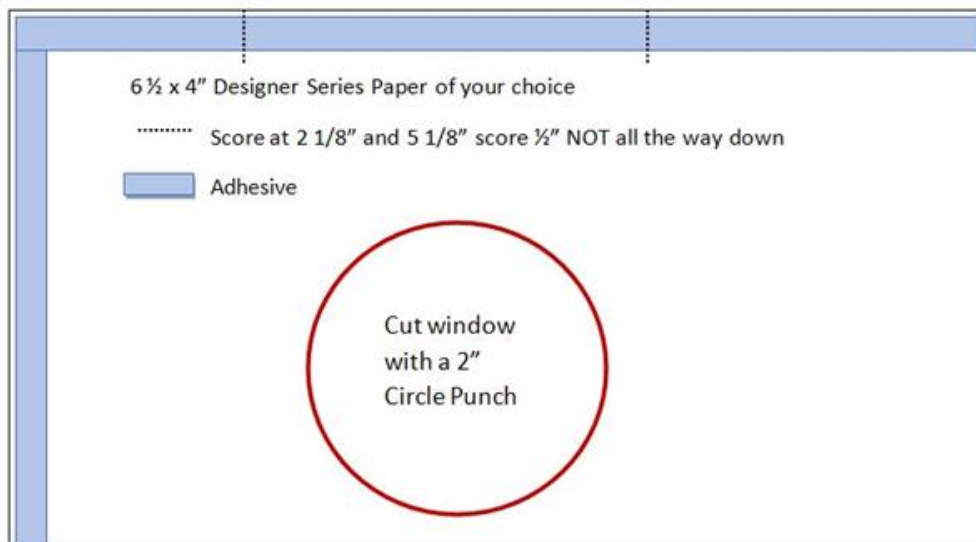 6 ½ x 4” Designer Series Paper of your choice
Score at 2 1/8” and 5 1/8” score ½” NOT all the way down
Adhesive
Cut window
with a 2”
Circle Punch